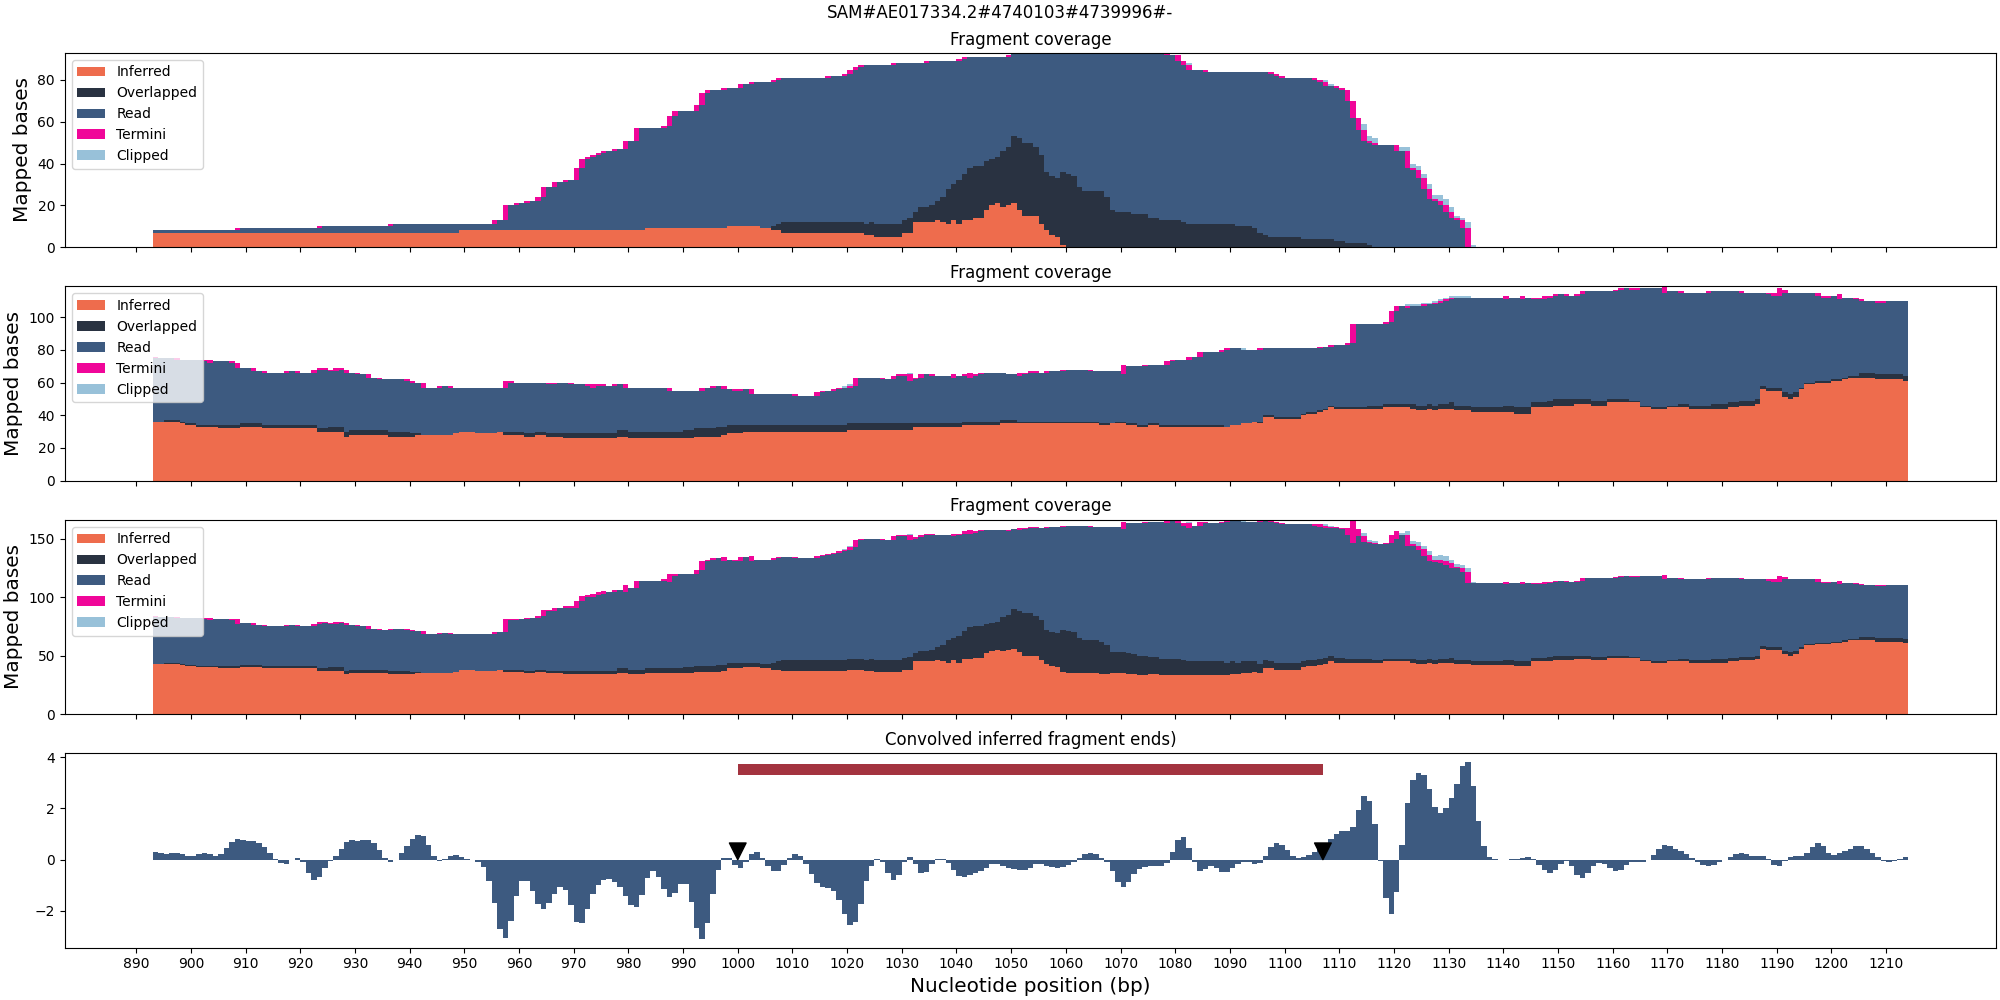 SAM#AE017334.2#4740103#4739996#-
Fragment coverage
Mapped bases
0 20 40 60 80
Inferred
Overlapped
Read
Termini
Clipped
Fragment coverage
Mapped bases
0 20 40 60 80 100
Inferred
Overlapped
Read
Termini
Clipped
Fragment coverage
Mapped bases
0 50 100 150
Inferred
Overlapped
Read
Termini
Clipped
Convolved inferred fragment ends)
4 2 0 −2
890 900 910 920 930 940 950 960 970 980 990 1000 1010 1020 1030 1040 1050 1060 1070 1080 1090 1100 1110 1120 1130 1140 1150 1160 1170 1180 1190 1200 1210
Nucleotide position (bp)